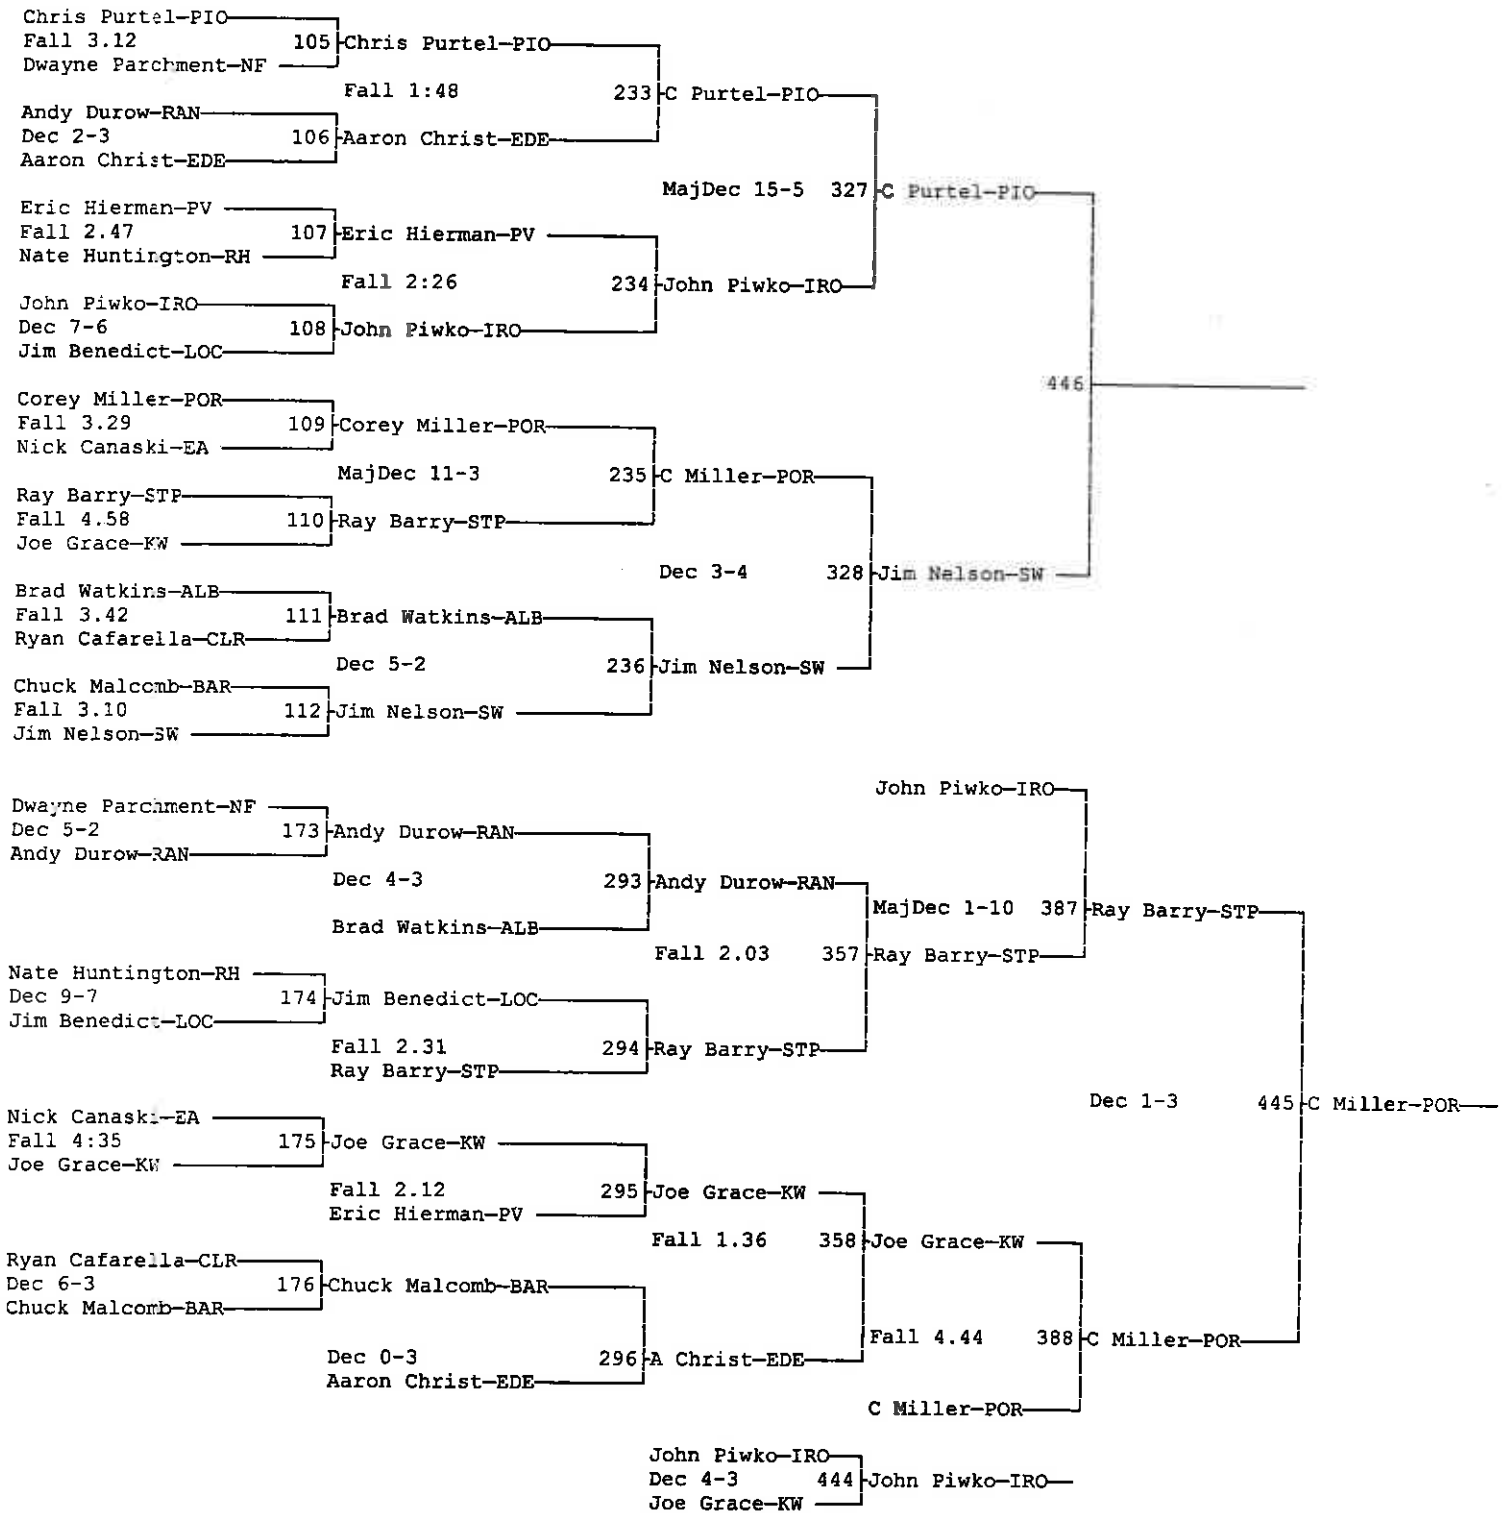 Chris Purtel-PIO
Fall 3.12 105 Chris Purtel-PIO
Dwayne Parchment-NF
Fall 1:48 233 C Purtel-PIO
Andy Durow-RAN
Dec 2-3 106 Aaron Christ-EDE
Aaron Christ-EDE
MajDec 15-5 327 C Purtel-PIO
Eric Hierman-PV
Fall 2.47 107 Eric Hierman-PV
Nate Huntington-RH
Fall 2:26 234 John Piwko-IRO
John Piwko-IRO
Dec 7-6 108 John Piwko-IRO
Jim Benedict-LOC
446
Corey Miller-POR
Fall 3.29 109 Corey Miller-POR
Nick Canaski-EA
MajDec 11-3 235 C Miller-POR
Ray Barry-STP
Fall 4.58 110 Ray Barry-STP
Joe Grace-KW
Dec 3-4 328 Jim Nelson-SW
Brad Watkins-ALB
Fall 3.42 111 Brad Watkins-ALB
Ryan Cafarella-CLR
Dec 5-2 236 Jim Nelson-SW
Chuck Malcomb-BAR
Fall 3.10 112 Jim Nelson-SW
Jim Nelson-SW
John Piwko-IRO
Dwayne Parchment-NF
Dec 5-2 173 Andy Durow-RAN
Andy Durow-RAN
Dec 4-3 293 Andy Durow-RAN
MajDec 1-10 387 Ray Barry-STP
Brad Watkins-ALB
Fall 2.03 357 Ray Barry-STP
Nate Huntington-RH
Dec 9-7 174 Jim Benedict-LOC
Jim Benedict-LOC
Fall 2.31 294 Ray Barry-STP
Ray Barry-STP
Dec 1-3 445 C Miller-POR
Nick Canaski-EA
Fall 4:35 175 Joe Grace-KW
Joe Grace-KW
Fall 2.12 295 Joe Grace-KW
Eric Hierman-PV
Fall 1.36 358 Joe Grace-KW
Ryan Cafarella-CLR
Dec 6-3 176 Chuck Malcomb-BAR
Chuck Malcomb-BAR
Fall 4.44 388 C Miller-POR
Dec 0-3 296 A Christ-EDE
Aaron Christ-EDE
C Miller-POR
John Piwko-IRO
Dec 4-3 444 John Piwko-IRO
Joe Grace-KW